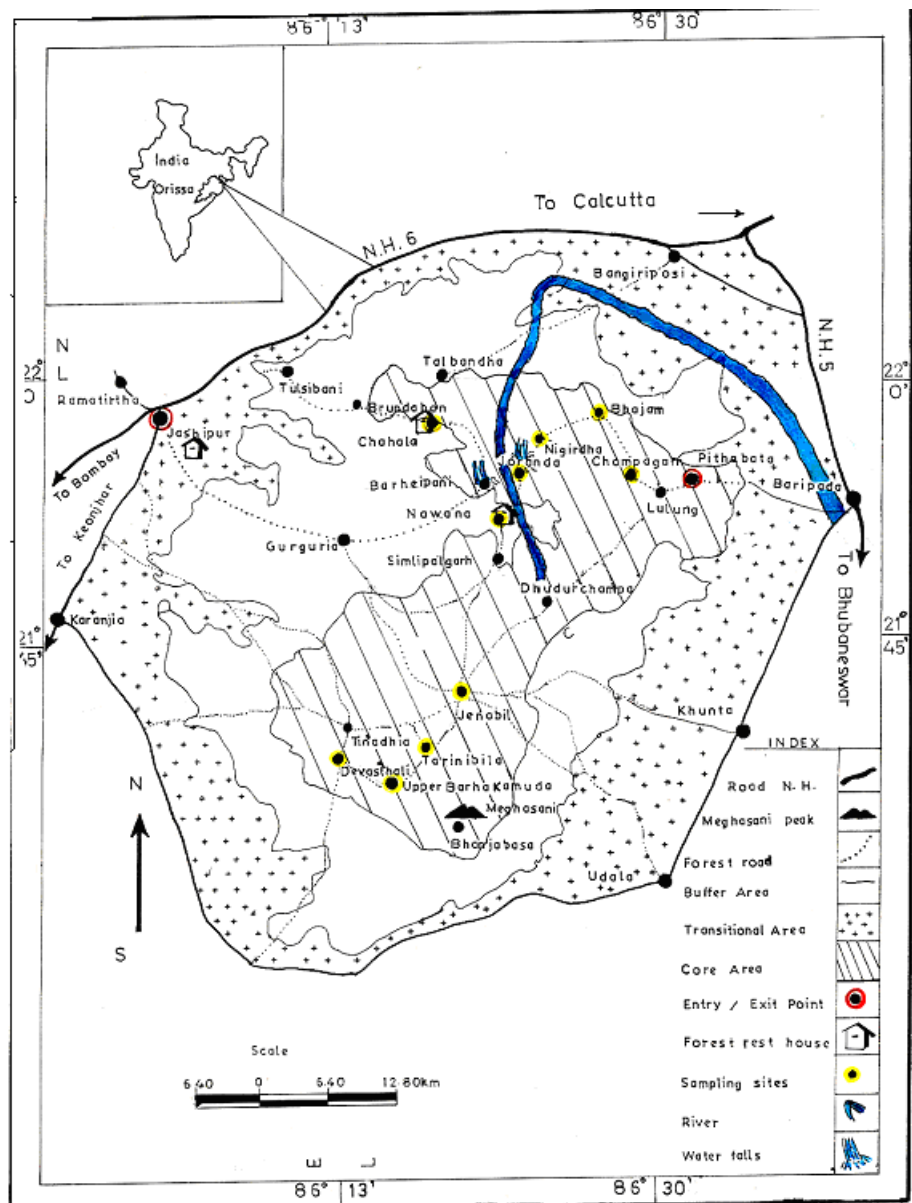 86° 13
86° 30
India
Orissa
To Calcutta
N.H. 6
Bangiriposi
N.H. 5
N
L
22°
0
22°
0
Talbandha
Tulsibani
Ramatirtha
Brundaban
Bhajam
Jashipur
Chahala
Nigirdha
Joranda
Champagarh
Pithabata
To Bombay
Barheipani
Baripada
Lulung
To Keonjhar
Nawana
Gurguria
Simlipalgarh
Dhudurchampa
To Bhubaneswar
Karanjia
21°
45
21°
45
Jenabil
Khunta
Tinadhia
Tarinibila
Devasthali
Upper Barha Kamuda
Meghasani
Bhanjabasa
Udala
N
S
INDEX
Road N.H.
Meghasani peak
Forest road
Buffer Area
Transitional Area
Core Area
Entry / Exit Point
Forest rest house
Sampling sites
River
Water falls
Scale
6.40 0 6.40 12.80km
E
L
86° 13
86° 30